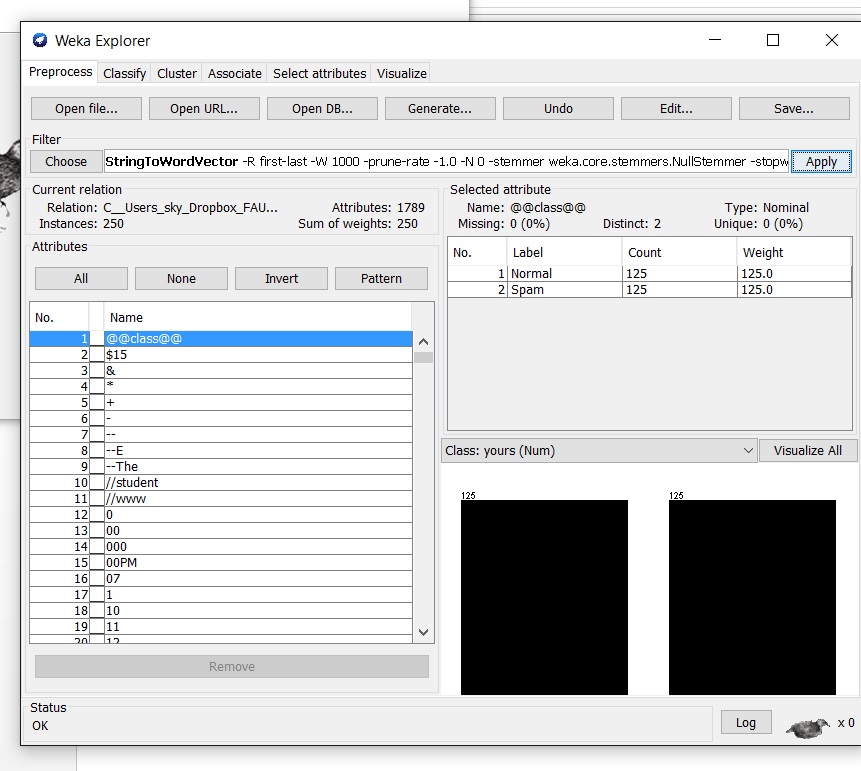 Weka Explorer
Preprocess Classify Cluster Associate Select attributes Visualize
Open file... Open URL... Open DB... Generate... Undo Edit... Save...
Filter
Choose StringToWordVector -R first-last -W 1000 -prune-rate -1.0 -N 0 -stemmer weka.core.stemmers.NullStemmer -stopw Apply
Current relation
Relation: C__Users_sky_Dropbox_FAU... Attributes: 1789
Instances: 250 Sum of weights: 250
Attributes
All None Invert Pattern
No. Name
1 @@class@@
2 $15
3 &
4 *
5 +
6 -
7 --
8 --E
9 --The
10 //student
11 //www
12 0
13 00
14 000
15 00PM
16 07
17 1
18 10
19 11
20 12
Remove
Selected attribute
Name: @@class@@ Type: Nominal
Missing: 0 (0%) Distinct: 2 Unique: 0 (0%)
No. Label Count Weight
1 Normal 125 125.0
2 Spam 125 125.0
Class: yours (Num) Visualize All
125 125
Status
OK
Log x 0